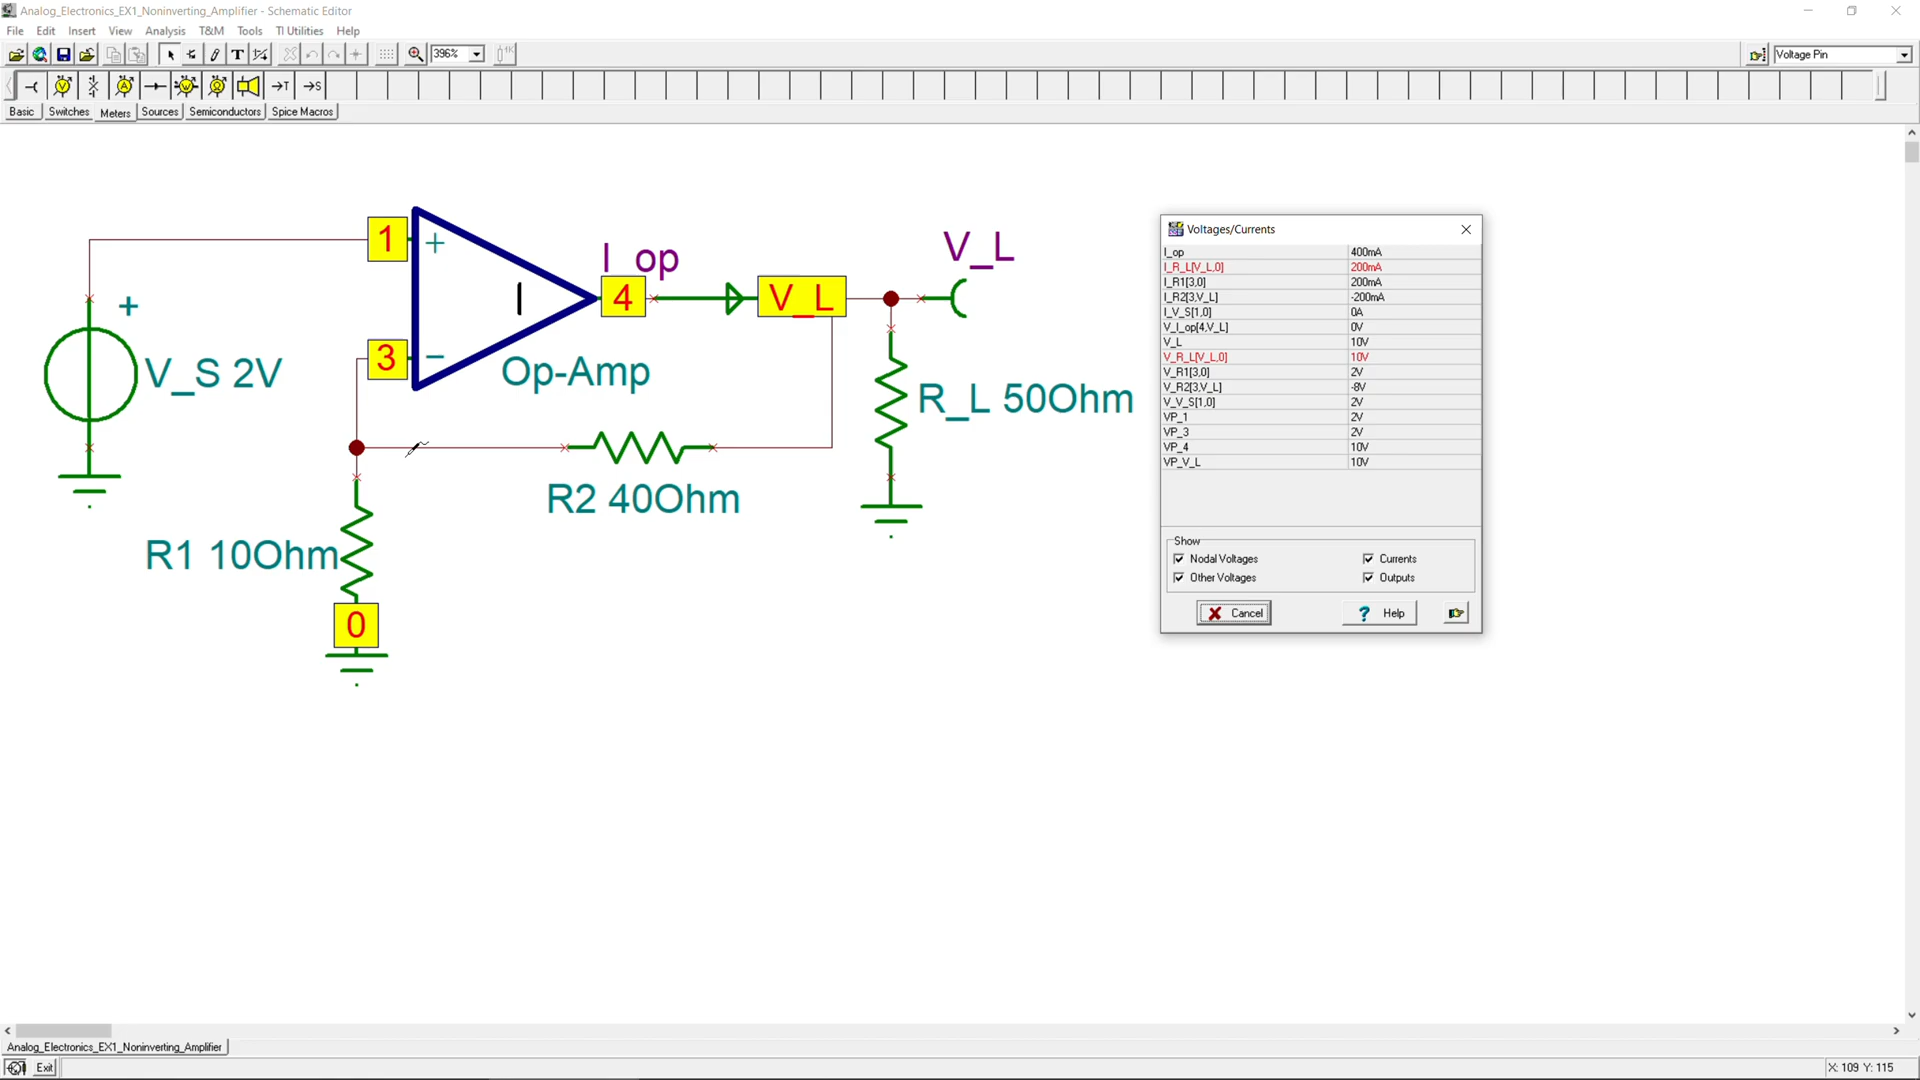 Analog_Electronics_EX1_Noninverting_Amplifier - Schematic Editor
File Edit Insert View Analysis T&M Tools TI Utilities Help
396%
Voltage Pin
Basic Switches Meters Sources Semiconductors Spice Macros
1
+
I_op
4
V_L
V_L
I
Op-Amp
3
−
+
V_S 2V
R_L 50Ohm
R2 40Ohm
R1 10Ohm
0
Voltages/Currents
I_op 400mA
I_R_L[V_L,0] 200mA
I_R1[3,0] 200mA
I_R2[3,V_L] -200mA
I_V_S[1,0] 0A
V_I_op[4,V_L] 0V
V_L 10V
V_R_L[V_L,0] 10V
V_R1[3,0] 2V
V_R2[3,V_L] -8V
V_V_S[1,0] 2V
VP_1 2V
VP_3 2V
VP_4 10V
VP_V_L 10V
Show
Nodal Voltages Currents
Other Voltages Outputs
Cancel ? Help
Analog_Electronics_EX1_Noninverting_Amplifier
Exit
X: 109 Y: 115